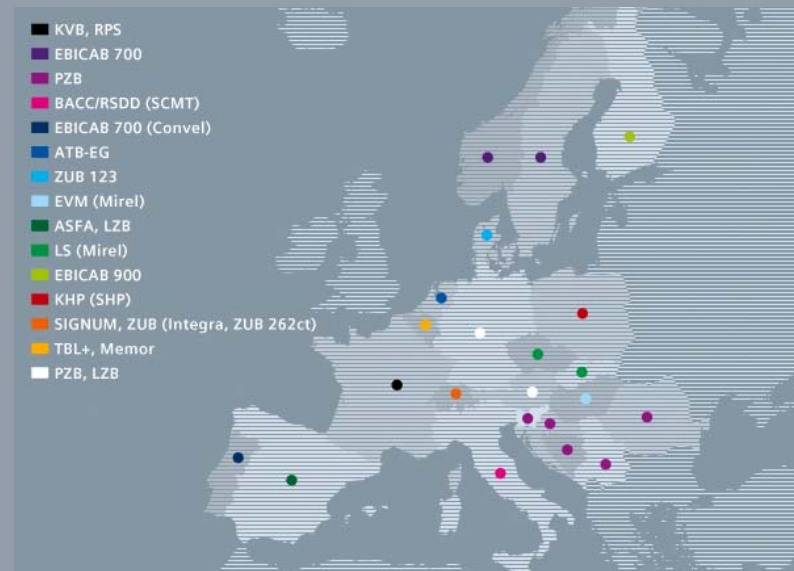 KVB, RPS
EBICAB 700
PZB
BACC/RSDD (SCMT)
EBICAB 700 (Convel)
ATB-EG
ZUB 123
EVM (Mirel)
ASFA, LZB
LS (Mirel)
EBICAB 900
KHP (SHP)
SIGNUM, ZUB (Integra, ZUB 262ct)
TBL+, Memor
PZB, LZB